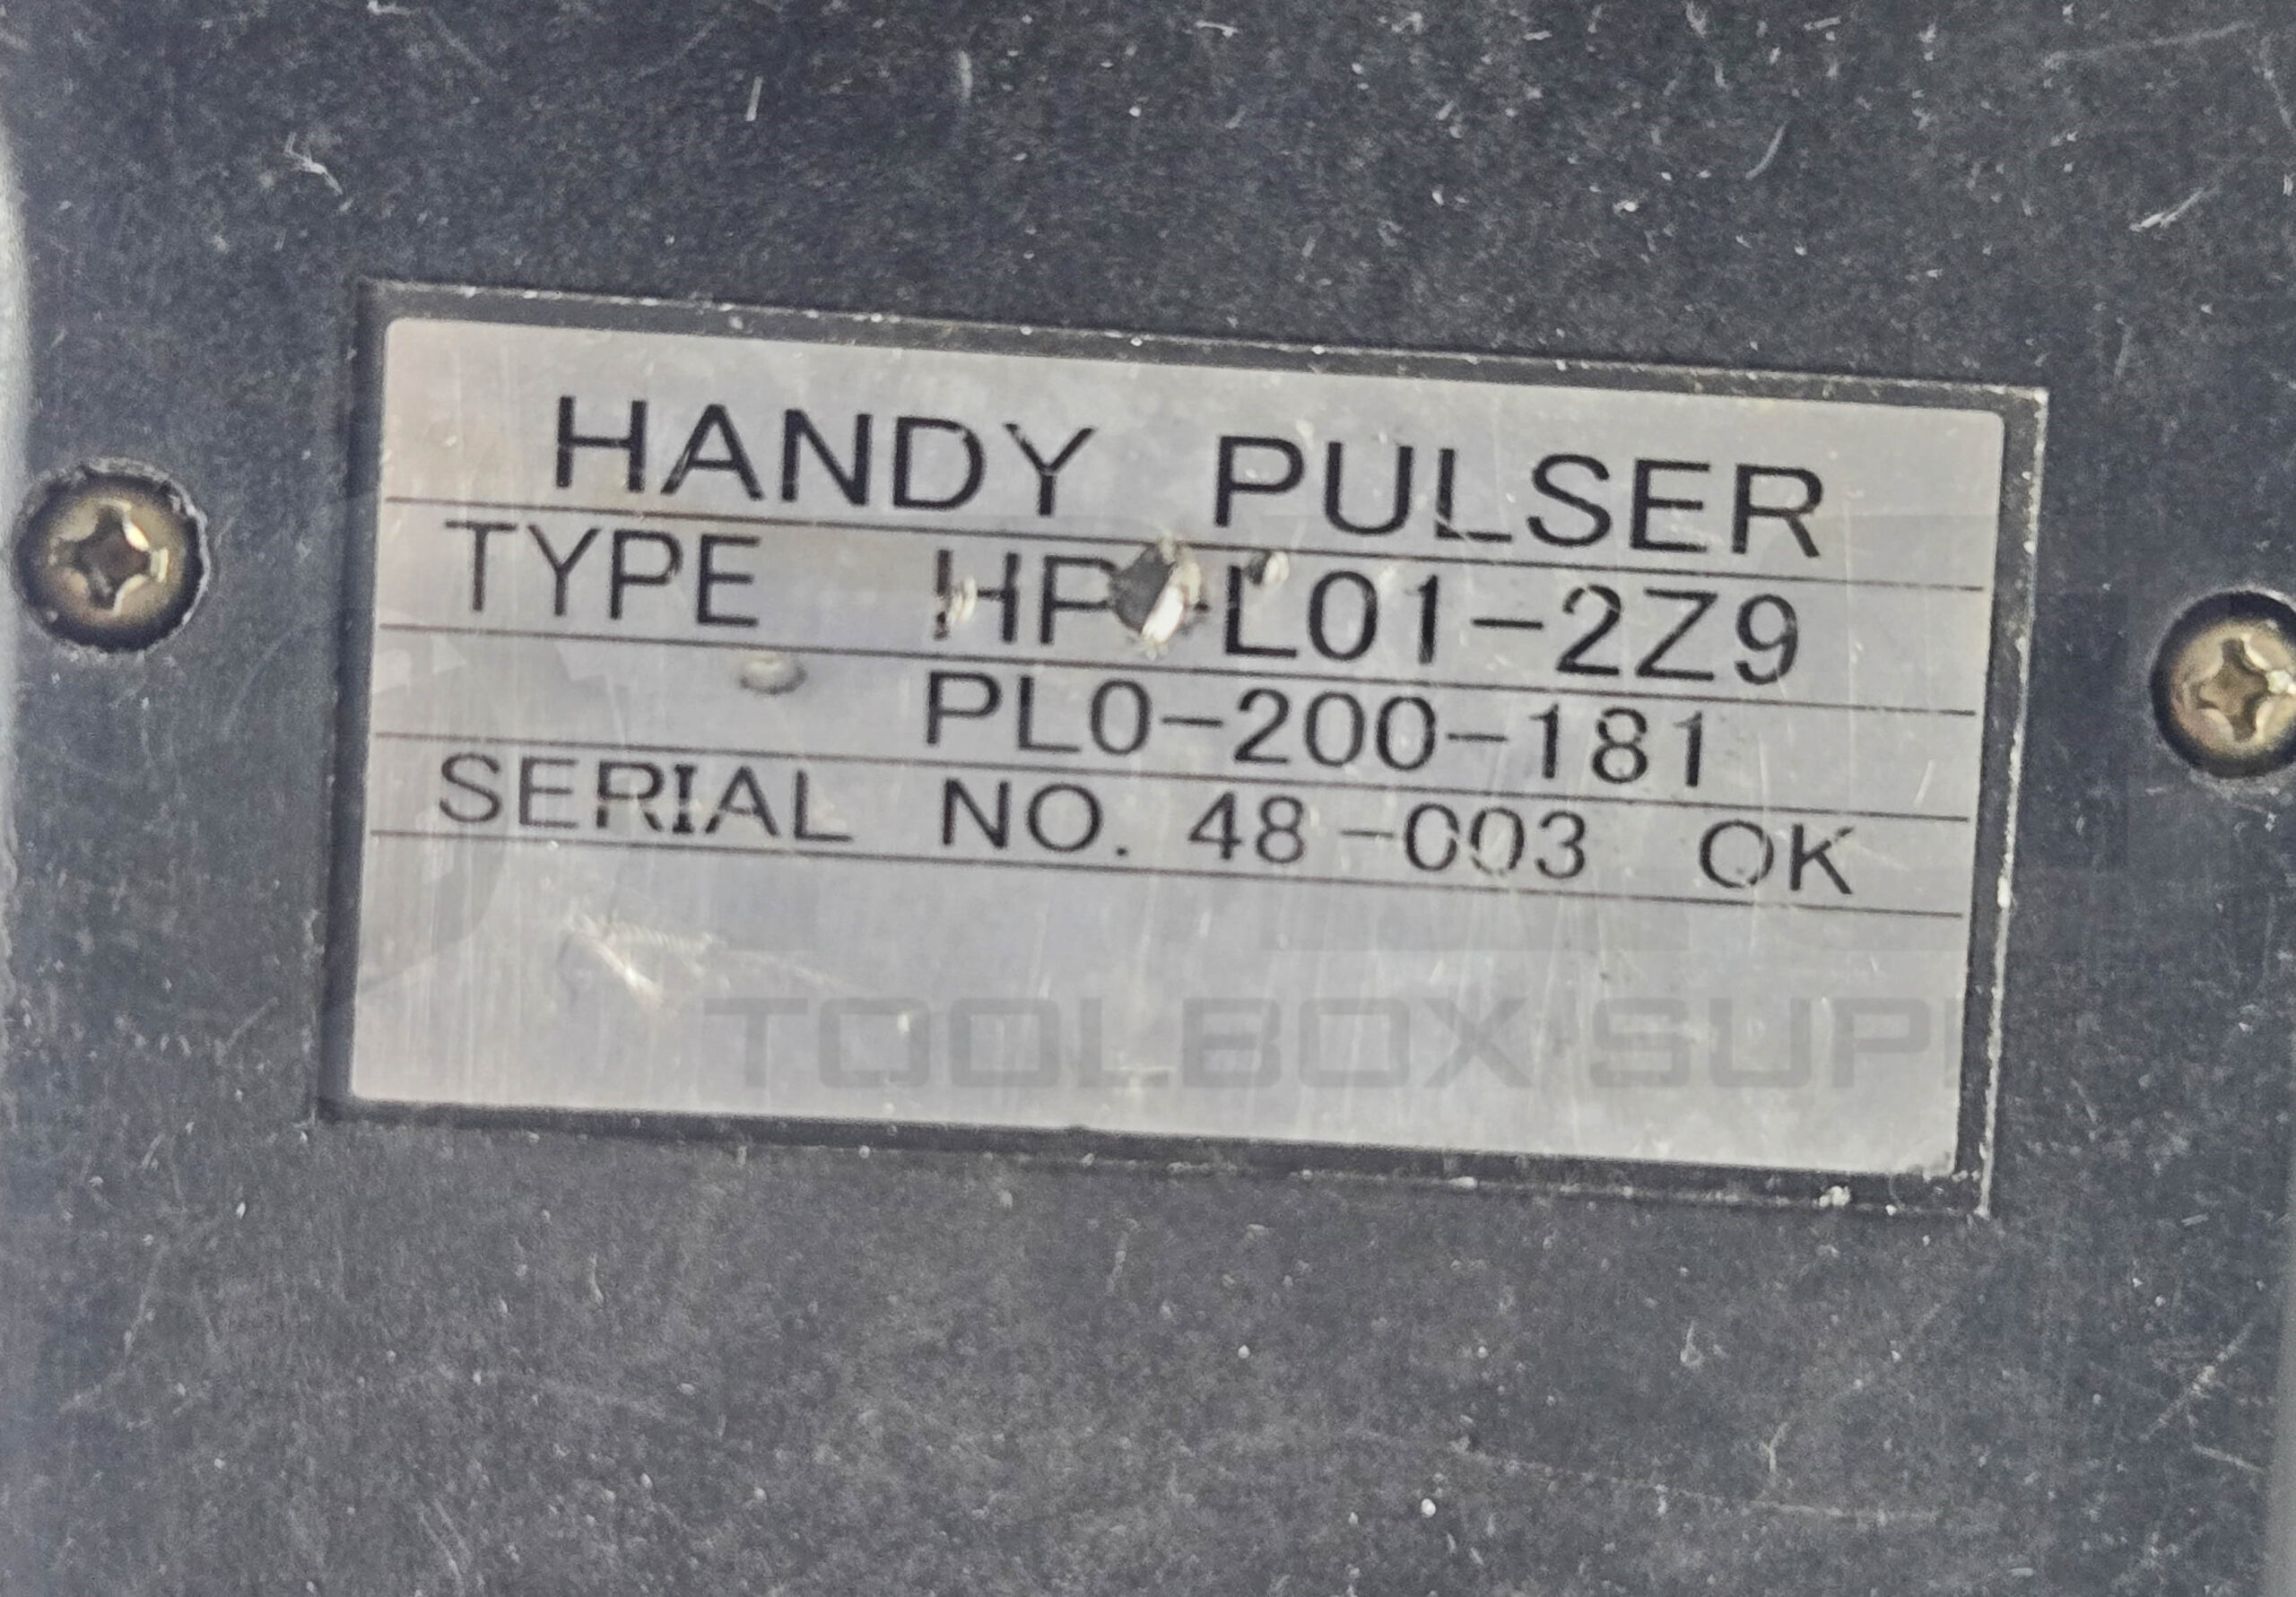 HANDY PULSER
TYPE HP-L01-2Z9
PL0-200-181
SERIAL NO. 48-003 OK
TOOLBOX SUP